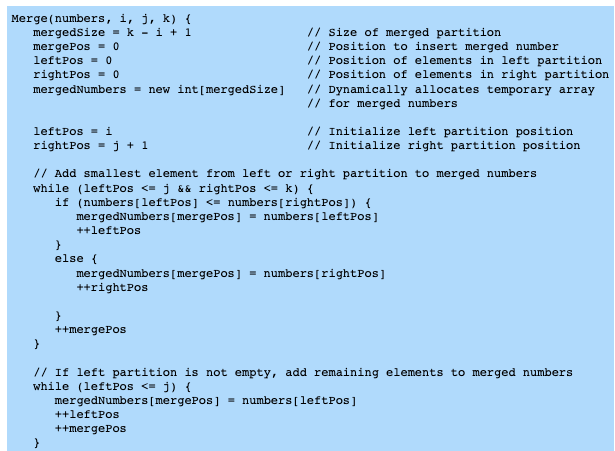 Merge(numbers, i, j, k) {
   mergedSize = k - i + 1                // Size of merged partition
   mergePos = 0                          // Position to insert merged number
   leftPos = 0                           // Position of elements in left partition
   rightPos = 0                          // Position of elements in right partition
   mergedNumbers = new int[mergedSize]   // Dynamically allocates temporary array
                                         // for merged numbers

   leftPos = i                           // Initialize left partition position
   rightPos = j + 1                      // Initialize right partition position

   // Add smallest element from left or right partition to merged numbers
   while (leftPos <= j && rightPos <= k) {
      if (numbers[leftPos] <= numbers[rightPos]) {
         mergedNumbers[mergePos] = numbers[leftPos]
         ++leftPos
      }
      else {
         mergedNumbers[mergePos] = numbers[rightPos]
         ++rightPos

      }
      ++mergePos
   }

   // If left partition is not empty, add remaining elements to merged numbers
   while (leftPos <= j) {
      mergedNumbers[mergePos] = numbers[leftPos]
      ++leftPos
      ++mergePos
   }